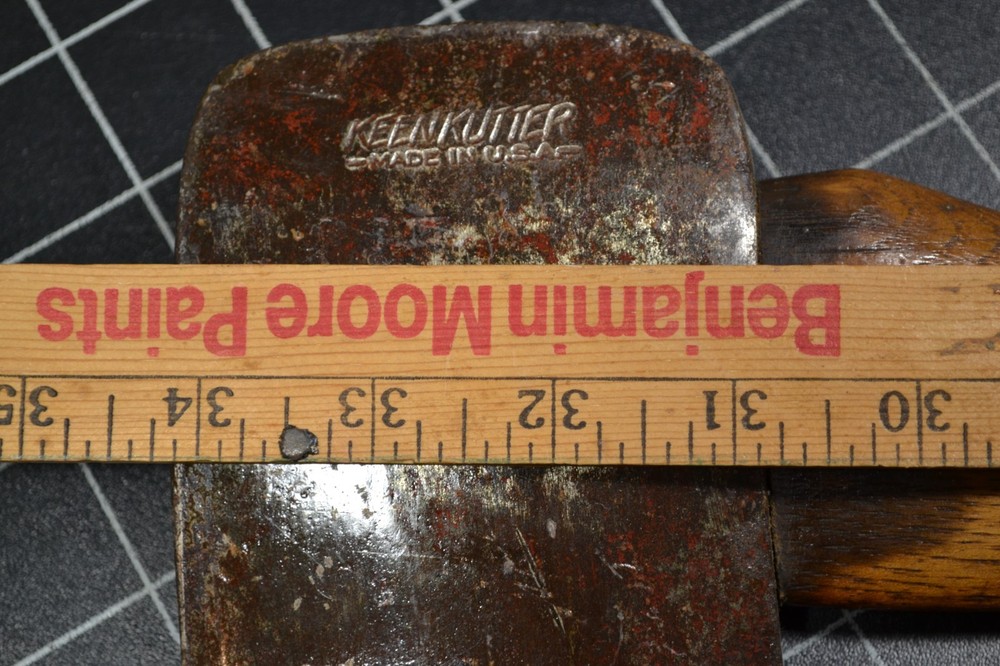 KEEN KUTTER
MADE IN U.S.A.
Benjamin Moore Paints
30 31 32 33 34 35